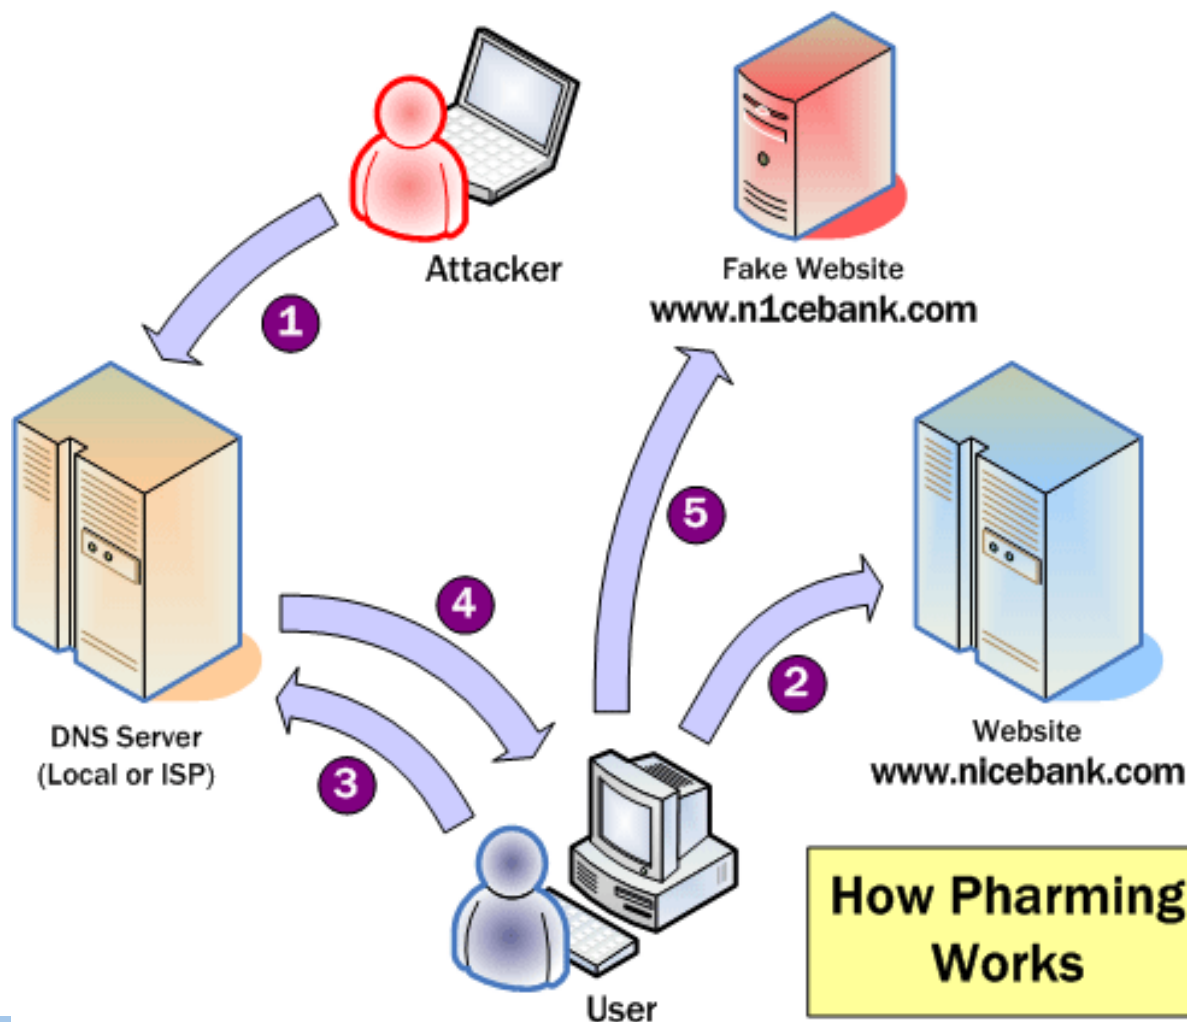 Attacker
Fake Website
www.n1cebank.com
1
5
4
2
DNS Server
(Local or ISP)
3
Website
www.nicebank.com
User
How Pharming
Works